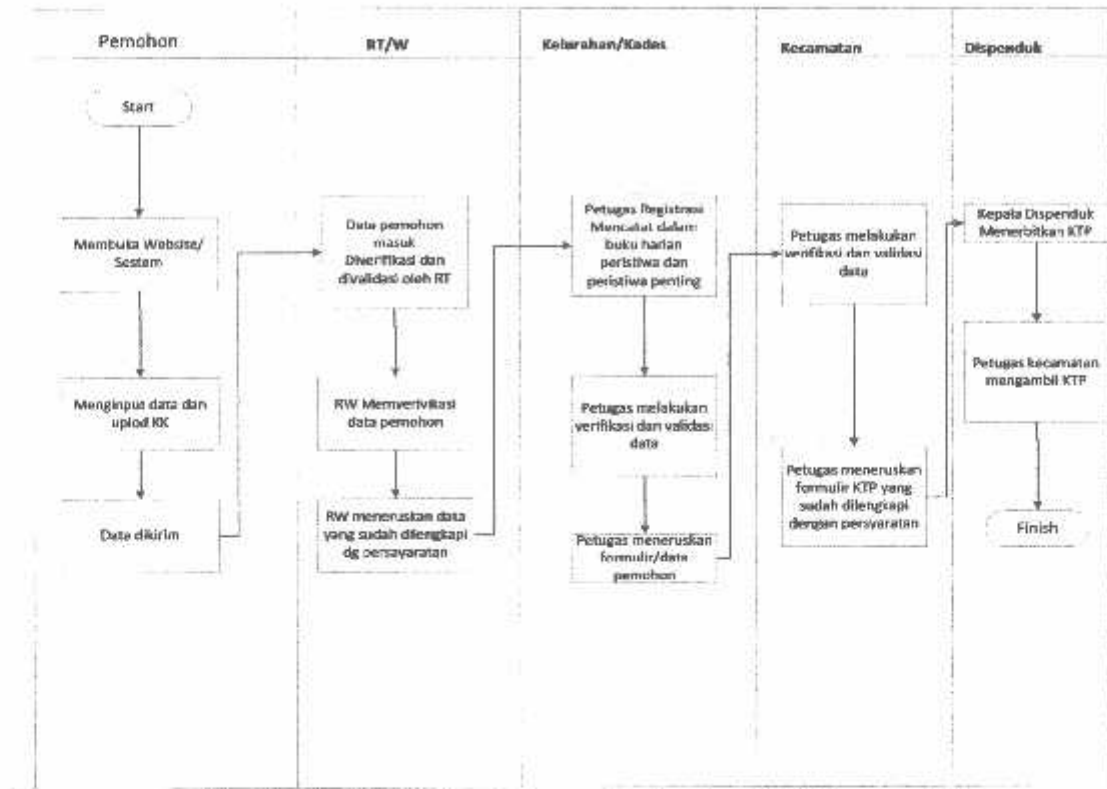 Pemohon
RT/W
Kelurahan/Kades
Kecamatan
Dispenduk
Start
Membuka Website/
Sestem
Menginput data dan
uplod KK
Data dikirim
Data pemohon
masuk
Diverifikasi dan
divalidasi oleh RT
RW Memverivikasi
data pemohon
RW meneruskan data
yang sudah dilengkapi
dg persayaratan
Petugas Registrasi
Mencatat dalam
buku harian
peristiwa dan
peristiwa penting
Petugas melakukan
verifikasi dan validasi
data
Petugas meneruskan
formulir/data
pemohon
Petugas melakukan
verifikasi dan validasi
data
Petugas meneruskan
formulir KTP yang
sudah dilengkapi
dengan persyaratan
Kepala Dispenduk
Menerbitkan KTP
Petugas kecamatan
mengambil KTP
Finish